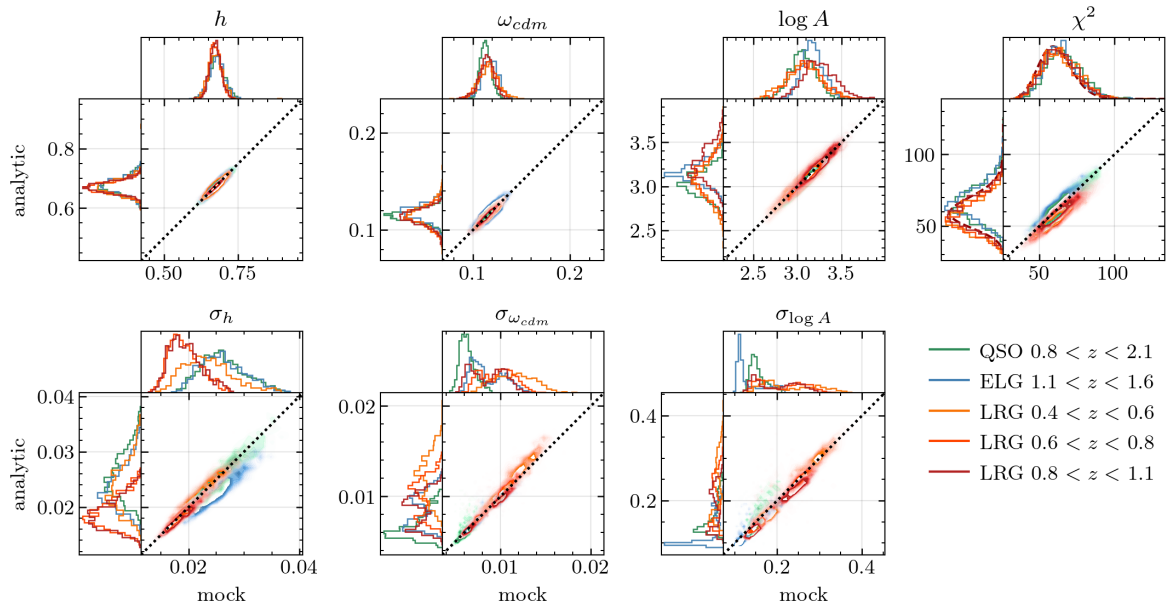 h
ω_cdm
log A
χ²
analytic
0.8
0.6
0.50
0.75
0.2
0.1
0.1
0.2
3.5
3.0
2.5
2.5
3.0
3.5
100
50
50
100
σ_h
σ_ω_cdm
σ_log A
analytic
0.04
0.03
0.02
0.02
0.04
mock
0.02
0.01
0.01
0.02
mock
0.4
0.2
0.2
0.4
mock
QSO 0.8 < z < 2.1
ELG 1.1 < z < 1.6
LRG 0.4 < z < 0.6
LRG 0.6 < z < 0.8
LRG 0.8 < z < 1.1